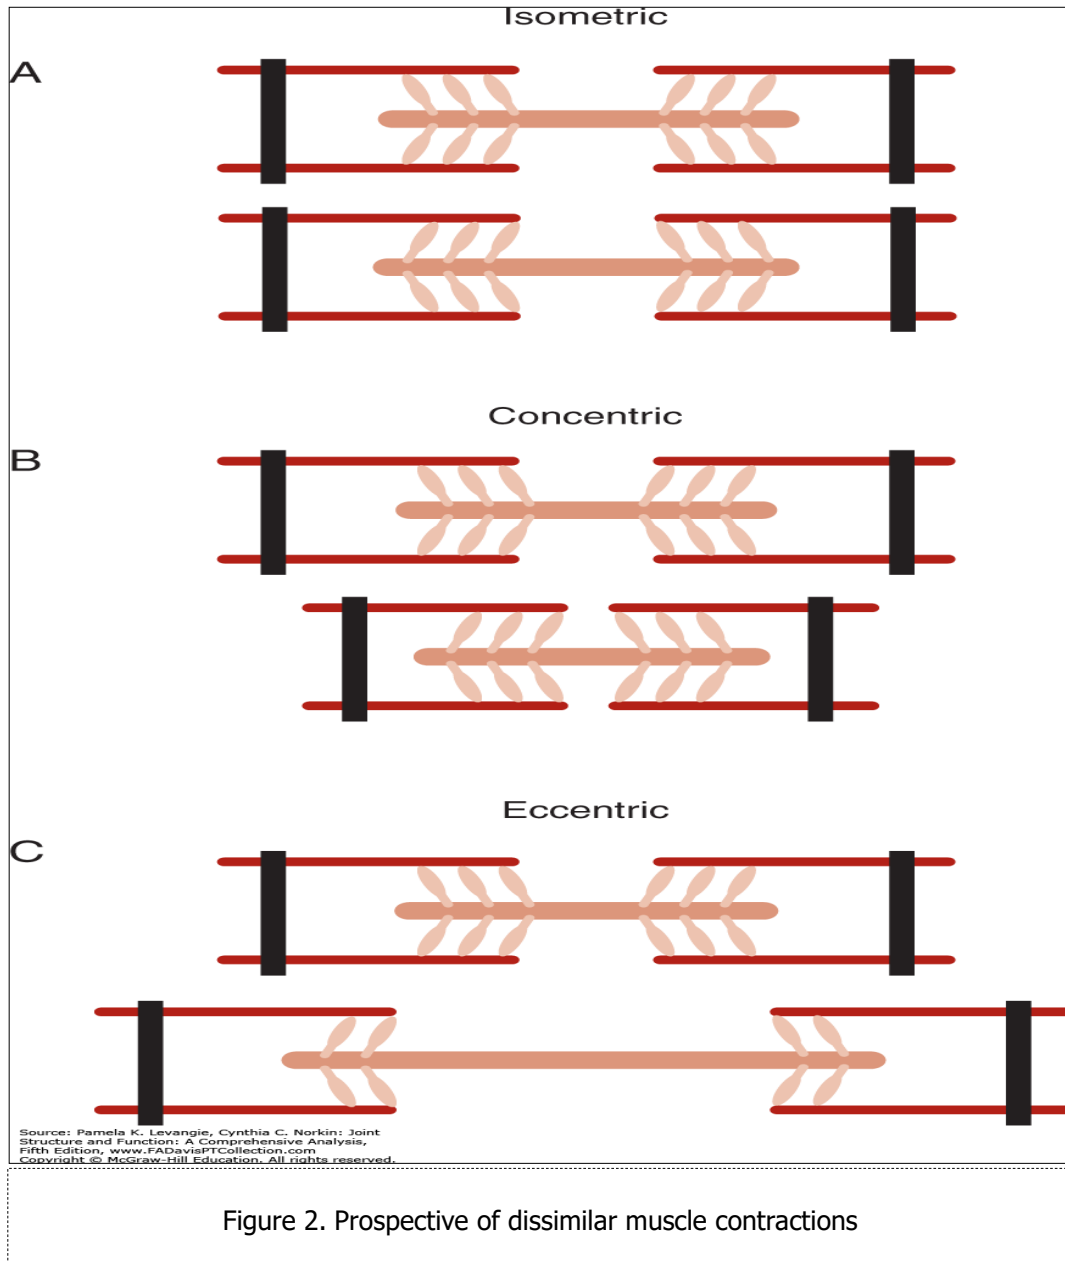 Isometric
A
Concentric
B
Eccentric
C
Source: Pamela K. Levangie, Cynthia C. Norkin: Joint
Structure and Function: A Comprehensive Analysis,
Fifth Edition, www.FADavisPTCollection.com
Copyright © McGraw-Hill Education. All rights reserved.
Figure 2. Prospective of dissimilar muscle contractions